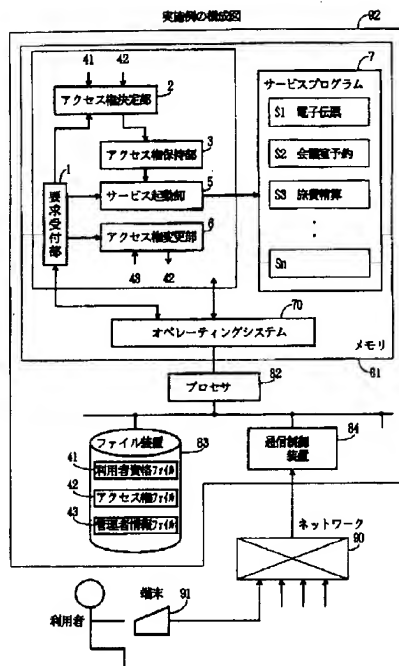 実施例の構成図
92
41
42
7
アクセス権決定部
2
サービスプログラム
S1 電子伝票
3
アクセス権保持部
S2 会議室予約
1
要求受付部
5
サービス起動部
S3 旅費精算
6
アクセス権変更部
43
42
Sn
70
オペレーティングシステム
メモリ
81
プロセッサ
82
ファイル装置
83
84
通信制御
装置
41
利用者資格ファイル
42
アクセス権ファイル
43
管理者情報ファイル
ネットワーク
90
端末
91
利用者